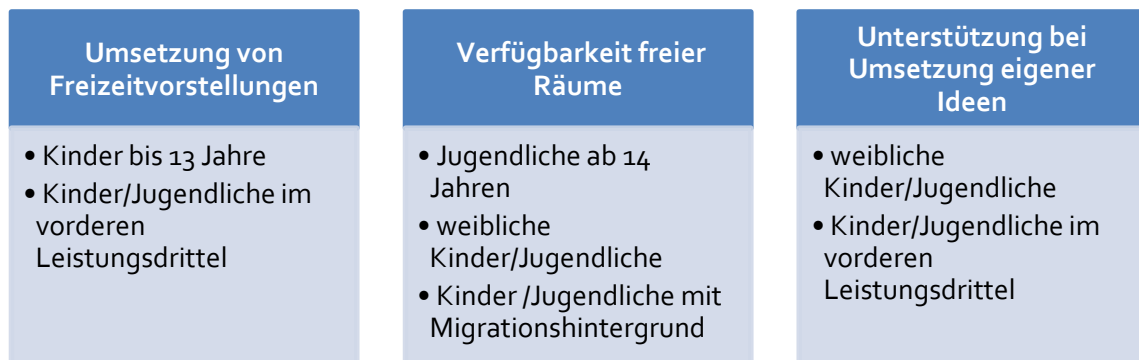 Umsetzung von
Freizeitvorstellungen
• Kinder bis 13 Jahre
• Kinder/Jugendliche im
vorderen
Leistungsdrittel
Verfügbarkeit freier
Räume
• Jugendliche ab 14
Jahren
• weibliche
Kinder/Jugendliche
• Kinder /Jugendliche mit
Migrationshintergrund
Unterstützung bei
Umsetzung eigener
Ideen
• weibliche
Kinder/Jugendliche
• Kinder/Jugendliche im
vorderen
Leistungsdrittel